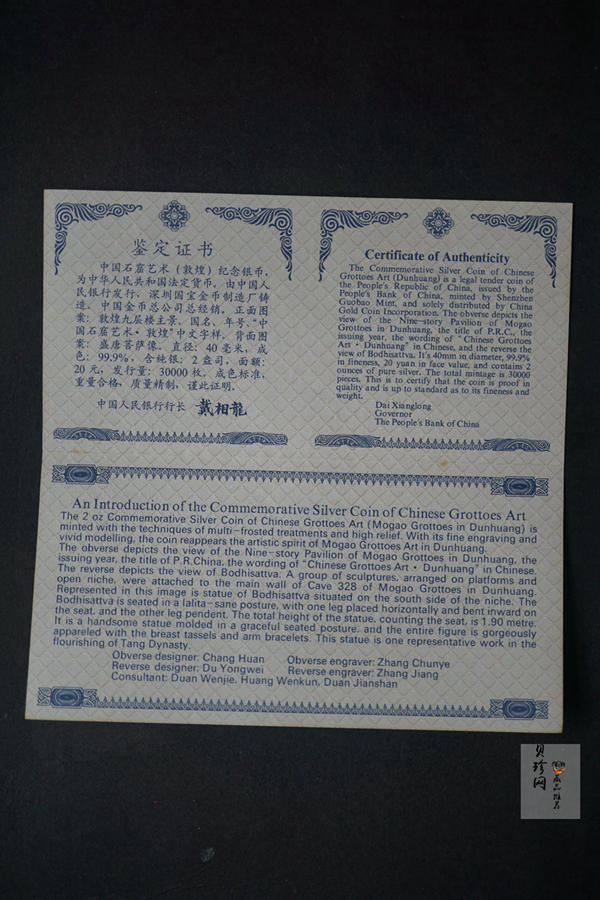 鉴定证书
中国石窟艺术（敦煌）纪念银币，
为中华人民共和国法定货币。由中国人
民银行发行，深圳国宝金币制造厂铸
造。中国金币总公司总经销。正面图
案：敦煌九层楼主景。国名、年号、“中
国石窟艺术·敦煌”中文字样。背面图
案：盛唐菩萨像。直径：40毫米，成
色：99.9%，含纯银：2盎司，面额：
20元，发行量：30000枚。成色标准，
重量合格，质量精制，谨此证明。
中国人民银行行长 戴相龍
Certificate of Authenticity
The Commemorative Silver Coin of Chinese
Grottoes Art (Dunhuang) is a legal tender coin of
the People's Republic of China, issued by the
People's Bank of China, minted by Shenzhen
Guobao Mint, and solely distributed by China
Gold Coin Incorporation. The obverse depicts the
view of the Nine-story Pavilion of Mogao
Grottoes in Dunhuang, the title of P.R.C., the
issuing year, the wording of "Chinese Grottoes
Art · Dunhuang" in Chinese, and the reverse the
view of Bodhisattva. It's 40mm in diameter, 99.9%
in fineness, 20 yuan in face value, and contains 2
ounces of pure silver. The total mintage is 30000
pieces. This is to certify that the coin is proof in
quality and is up to standard as to its fineness and
weight.
Dai Xianglong
Governor
The People's Bank of China
An Introduction of the Commemorative Silver Coin of Chinese Grottoes Art
The 2 oz Commemorative Silver Coin of Chinese Grottoes Art (Mogao Grottoes in Dunhuang) is
minted with the techniques of multi-frosted treatments and high relief. With its fine engraving and
vivid modelling, the coin reappears the artistic spirit of Mogao Grottoes Art in Dunhuang.
The obverse depicts the view of the Nine-story Pavilion of Mogao Grottoes in Dunhuang, the
issuing year, the title of P.R.China, the wording of "Chinese Grottoes Art · Dunhuang" in Chinese.
The reverse depicts the view of Bodhisattva. A group of sculptures, arranged on platforms and
open niche, were attached to the main wall of Cave 328 of Mogao Grottoes in Dunhuang.
Represented in this image is statue of Bodhisattva situated on the south side of the niche. The
Bodhisattva is seated in a lalita-sane posture, with one leg placed horizontally and bent inward on
the seat, and the other leg pendent. The total height of the statue, counting the seat, is 1.90 metre.
It is a handsome statue molded in a graceful seated posture, and the entire figure is gorgeously
appareled with the breast tassels and arm bracelets. This statue is one representative work in the
flourishing of Tang Dynasty.
Obverse designer: Chang Huan Obverse engraver: Zhang Chunye
Reverse designer: Du Yongwei Reverse engraver: Zhang Jiang
Consultant: Duan Wenjie, Huang Wenkun, Duan Jianshan
贝珍网
藏品推荐